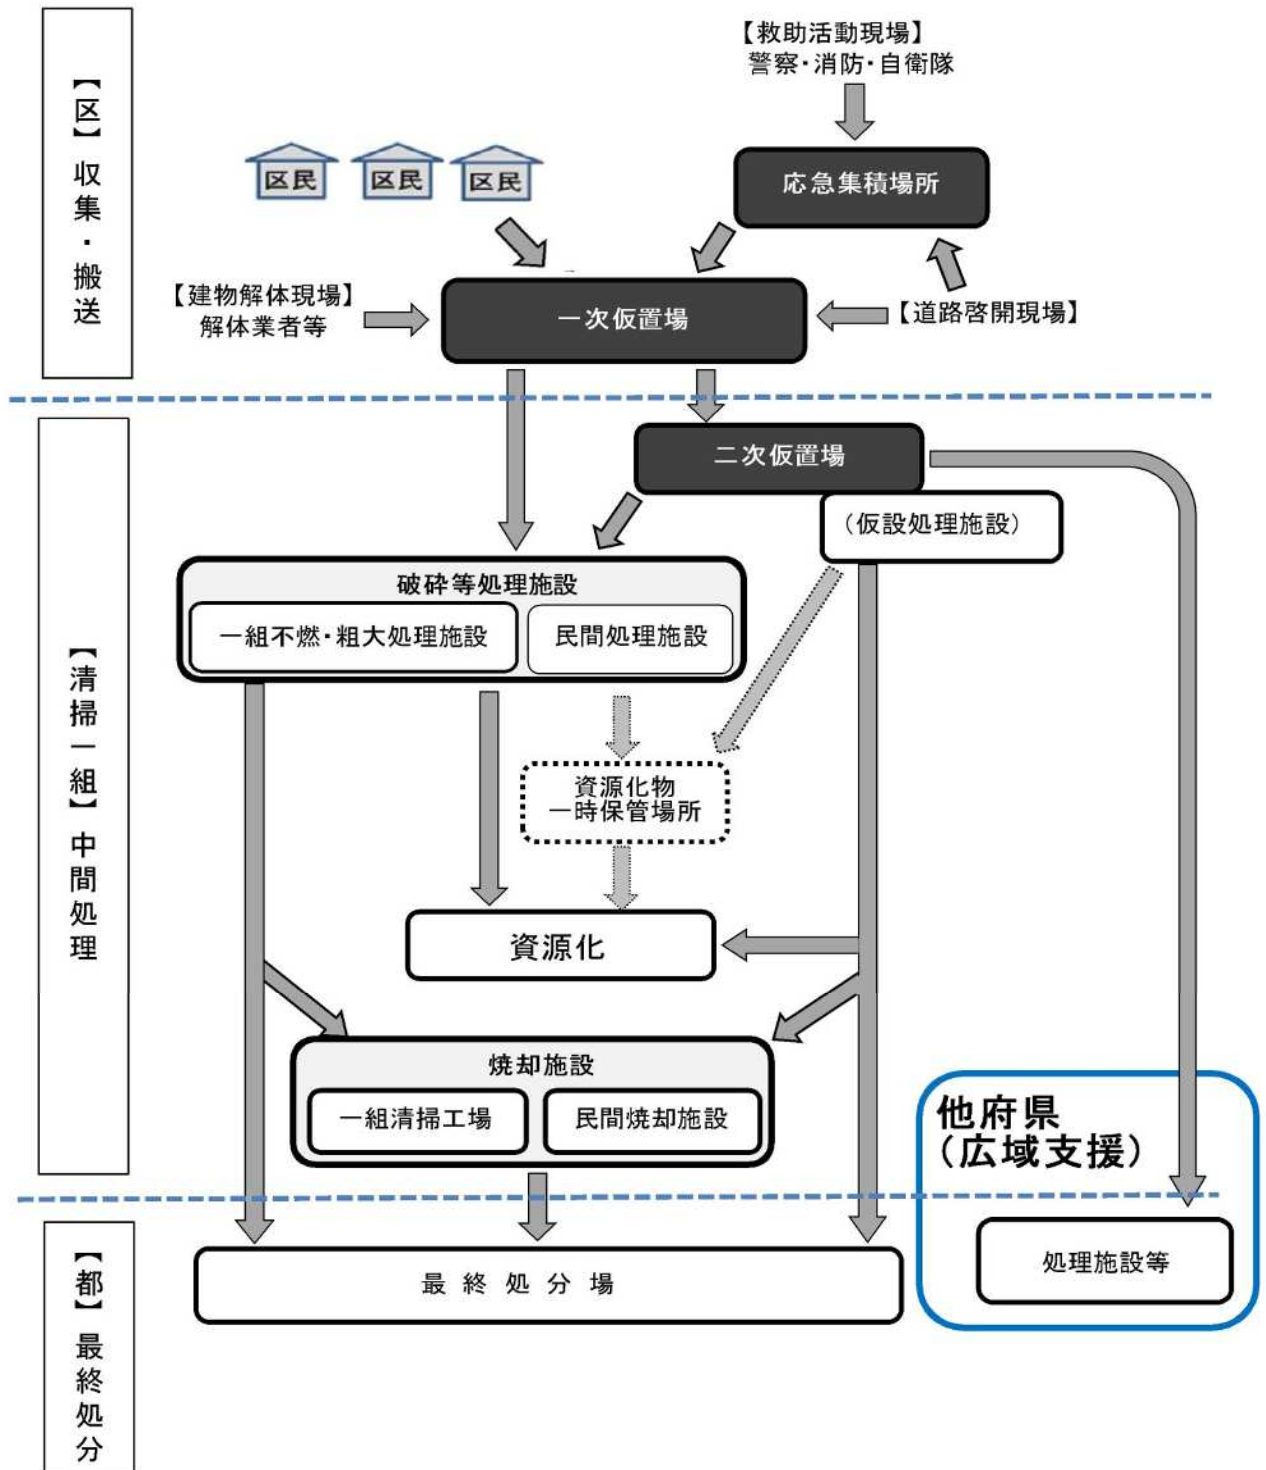 【区】収集・搬送
【救助活動現場】
警察・消防・自衛隊
区民
区民
区民
応急集積場所
【建物解体現場】
解体業者等
一次仮置場
【道路啓開現場】
【清掃一組】中間処理
二次仮置場
（仮設処理施設）
破砕等処理施設
一組不燃・粗大処理施設
民間処理施設
資源化物
一時保管場所
資源化
焼却施設
一組清掃工場
民間焼却施設
他府県
（広域支援）
処理施設等
【都】最終処分
最終処分場